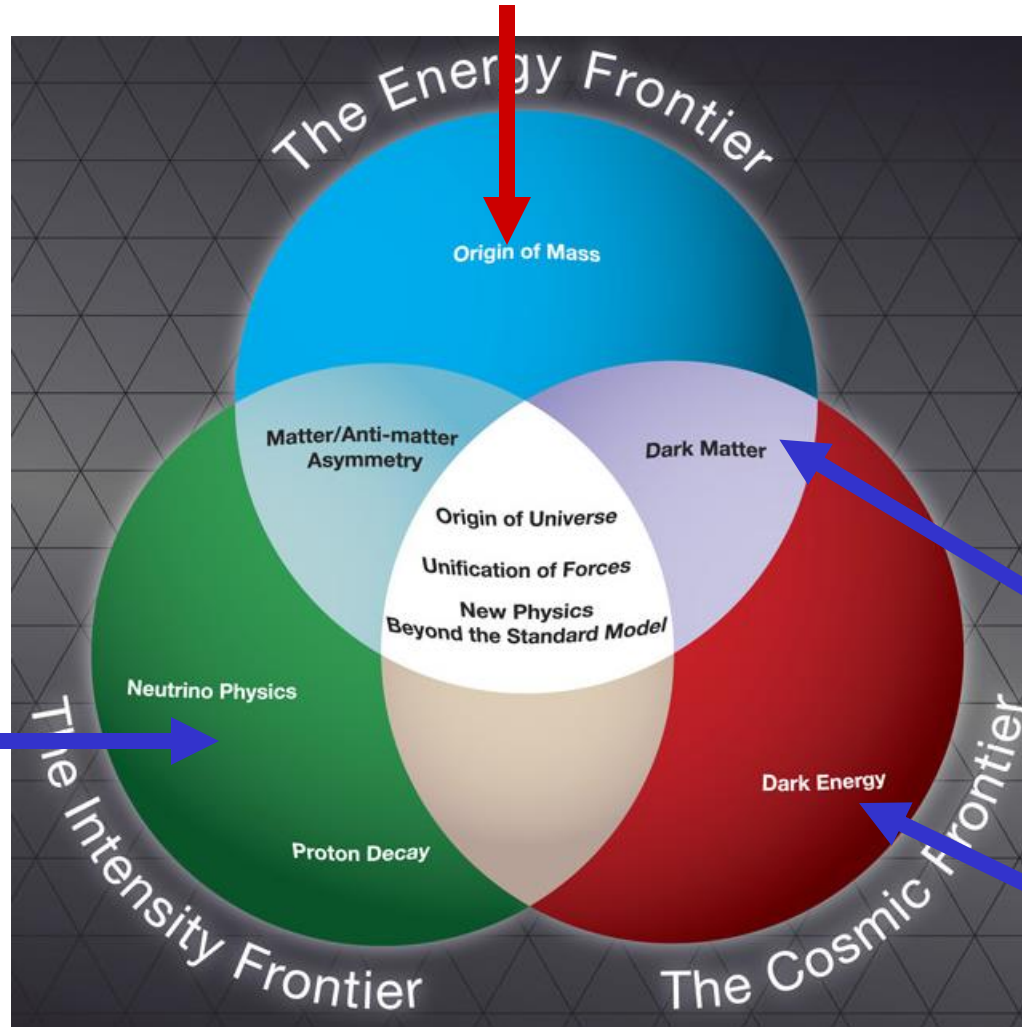 The Energy Frontier
Origin of Mass
Matter/Anti-matter
Asymmetry
Dark Matter
Origin of Universe
Unification of Forces
New Physics
Beyond the Standard Model
Neutrino Physics
Dark Energy
Proton Decay
The Intensity Frontier
The Cosmic Frontier